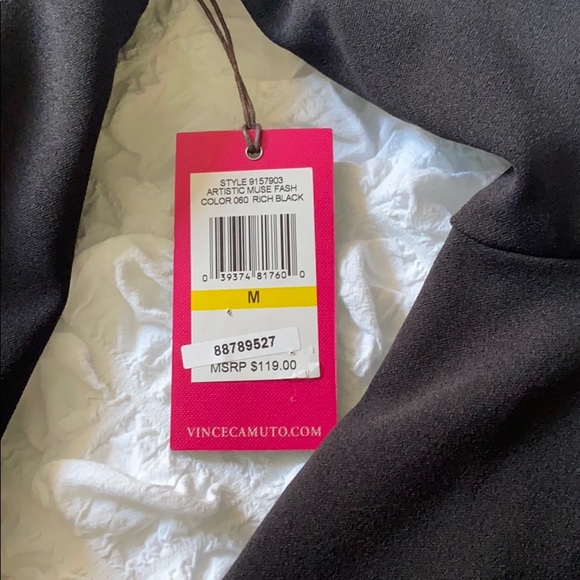 STYLE 9157903
ARTISTIC MUSE FASH
COLOR 060 RICH BLACK
0 39374 81760 0
M
88789527
MSRP $119.00
VINCECAMUTO.COM